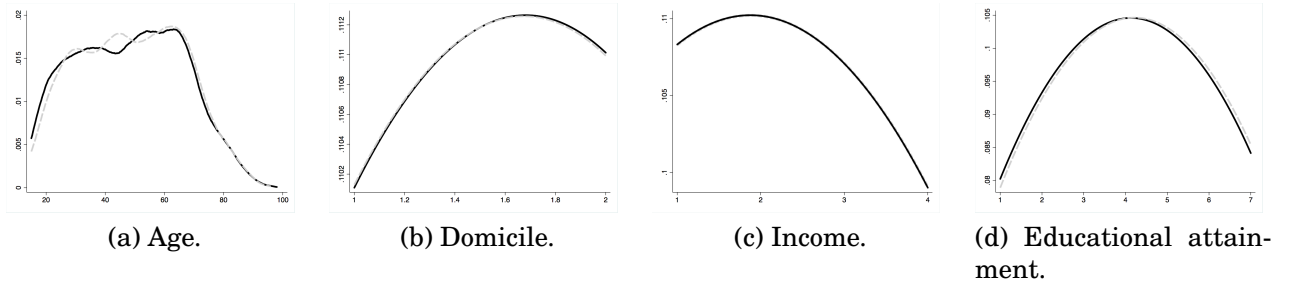 .02
.015
.01
.005
0
20 40 60 80 100
(a) Age.
.1112
.111
.1108
.1106
.1104
.1102
1 1.2 1.4 1.6 1.8 2
(b) Domicile.
.11
.105
.1
1 2 3 4
(c) Income.
.105
.1
.095
.09
.085
.08
1 2 3 4 5 6 7
(d) Educational attain-
ment.